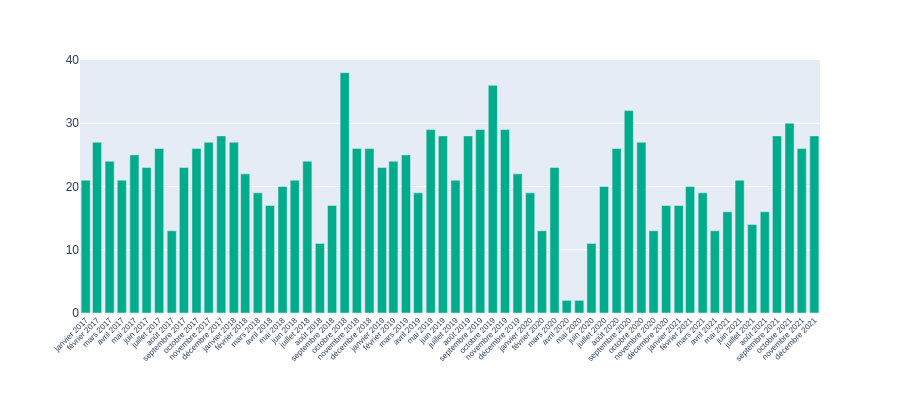 40
30
20
10
0
janvier 2017
février 2017
mars 2017
avril 2017
mai 2017
juin 2017
juillet 2017
août 2017
septembre 2017
octobre 2017
novembre 2017
décembre 2017
janvier 2018
février 2018
mars 2018
avril 2018
mai 2018
juin 2018
juillet 2018
août 2018
septembre 2018
octobre 2018
novembre 2018
décembre 2018
janvier 2019
février 2019
mars 2019
avril 2019
mai 2019
juin 2019
juillet 2019
août 2019
septembre 2019
octobre 2019
novembre 2019
décembre 2019
janvier 2020
février 2020
mars 2020
avril 2020
mai 2020
juin 2020
juillet 2020
août 2020
septembre 2020
octobre 2020
novembre 2020
décembre 2020
janvier 2021
février 2021
mars 2021
avril 2021
mai 2021
juin 2021
juillet 2021
août 2021
septembre 2021
octobre 2021
novembre 2021
décembre 2021